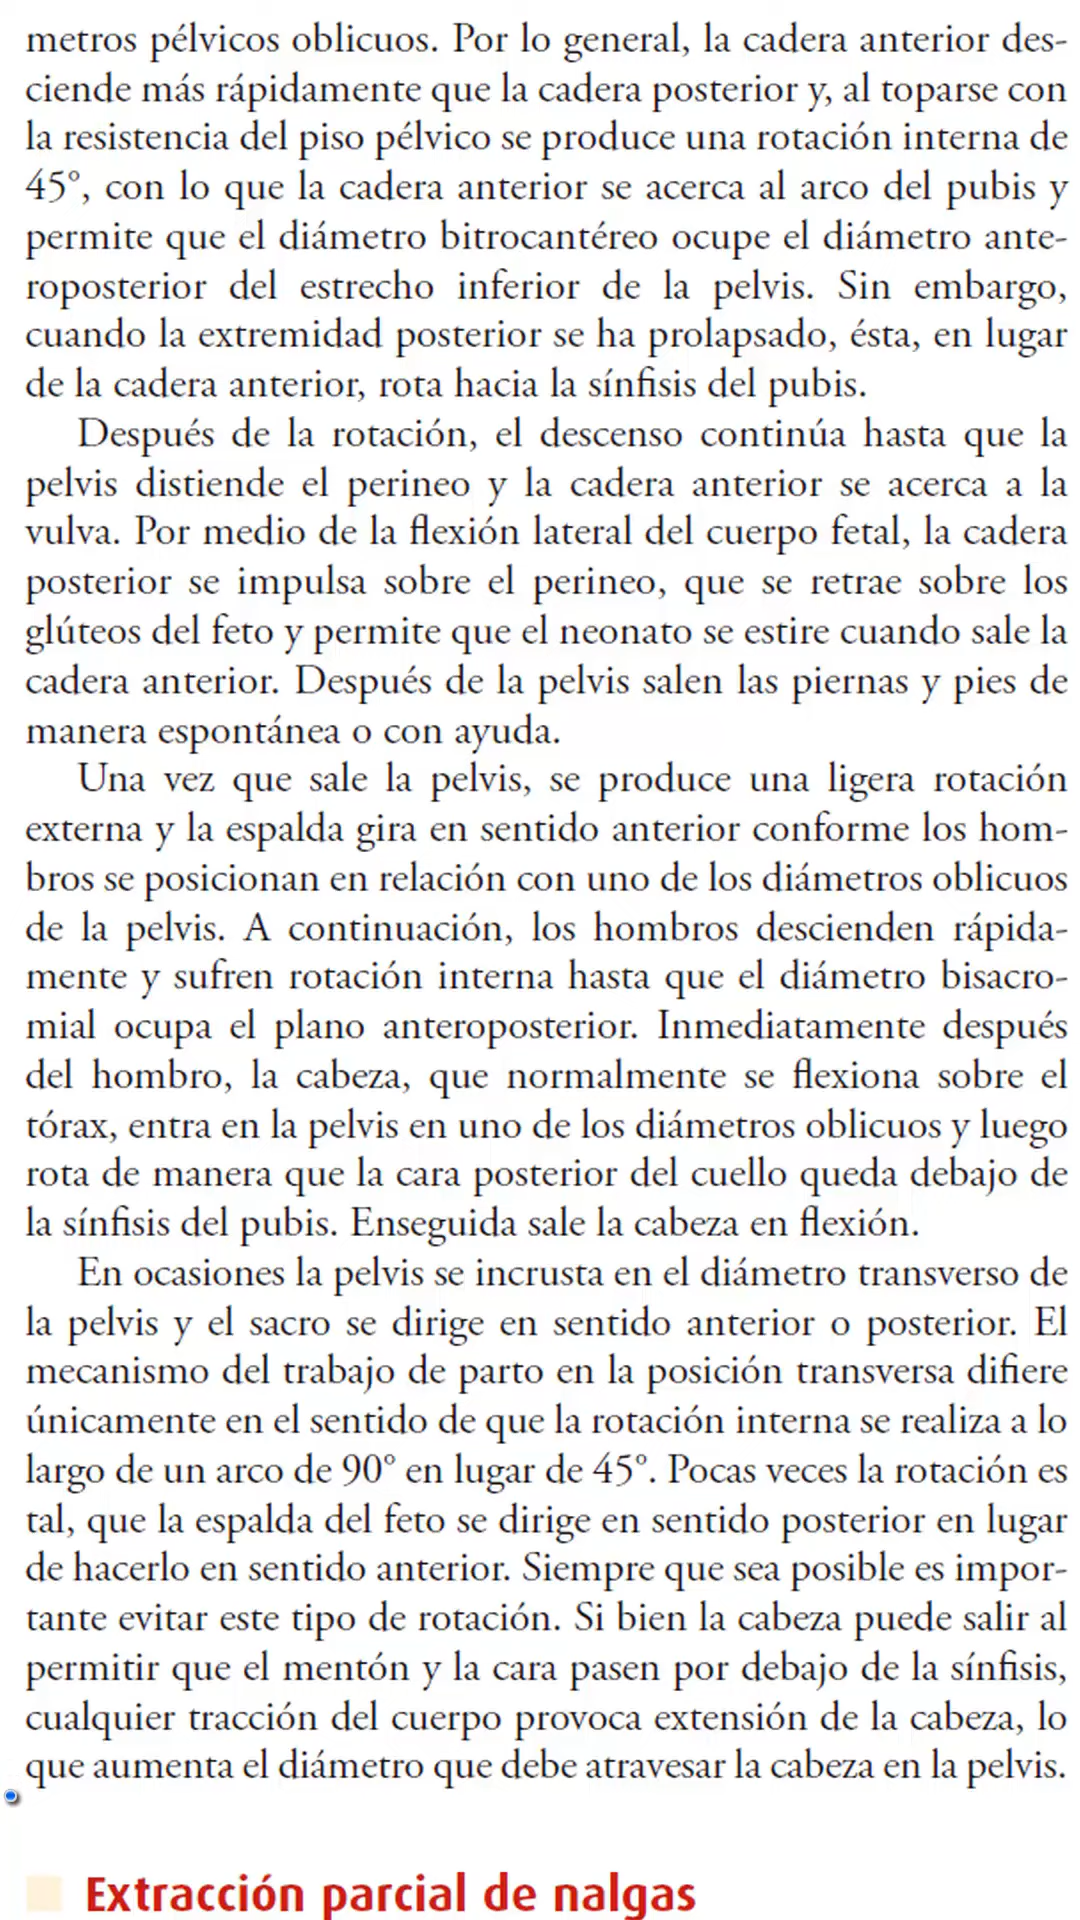 metros pélvicos oblicuos. Por lo general, la cadera anterior des-
ciende más rápidamente que la cadera posterior y, al toparse con
la resistencia del piso pélvico se produce una rotación interna de
45°, con lo que la cadera anterior se acerca al arco del pubis y
permite que el diámetro bitrocantéreo ocupe el diámetro ante-
roposterior del estrecho inferior de la pelvis. Sin embargo,
cuando la extremidad posterior se ha prolapsado, ésta, en lugar
de la cadera anterior, rota hacia la sínfisis del pubis.
Después de la rotación, el descenso continúa hasta que la
pelvis distiende el perineo y la cadera anterior se acerca a la
vulva. Por medio de la flexión lateral del cuerpo fetal, la cadera
posterior se impulsa sobre el perineo, que se retrae sobre los
glúteos del feto y permite que el neonato se estire cuando sale la
cadera anterior. Después de la pelvis salen las piernas y pies de
manera espontánea o con ayuda.
Una vez que sale la pelvis, se produce una ligera rotación
externa y la espalda gira en sentido anterior conforme los hom-
bros se posicionan en relación con uno de los diámetros oblicuos
de la pelvis. A continuación, los hombros descienden rápida-
mente y sufren rotación interna hasta que el diámetro bisacro-
mial ocupa el plano anteroposterior. Inmediatamente después
del hombro, la cabeza, que normalmente se flexiona sobre el
tórax, entra en la pelvis en uno de los diámetros oblicuos y luego
rota de manera que la cara posterior del cuello queda debajo de
la sínfisis del pubis. Enseguida sale la cabeza en flexión.
En ocasiones la pelvis se incrusta en el diámetro transverso de
la pelvis y el sacro se dirige en sentido anterior o posterior. El
mecanismo del trabajo de parto en la posición transversa difiere
únicamente en el sentido de que la rotación interna se realiza a lo
largo de un arco de 90° en lugar de 45°. Pocas veces la rotación es
tal, que la espalda del feto se dirige en sentido posterior en lugar
de hacerlo en sentido anterior. Siempre que sea posible es impor-
tante evitar este tipo de rotación. Si bien la cabeza puede salir al
permitir que el mentón y la cara pasen por debajo de la sínfisis,
cualquier tracción del cuerpo provoca extensión de la cabeza, lo
que aumenta el diámetro que debe atravesar la cabeza en la pelvis.
Extracción parcial de nalgas